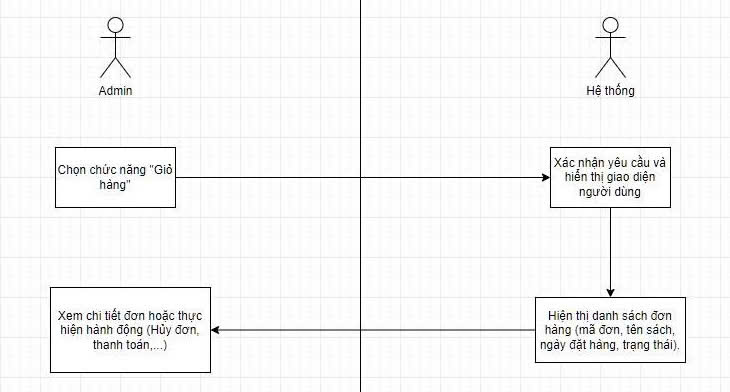 Admin
Hệ thống
Chọn chức năng "Giỏ
hàng"
Xác nhận yêu cầu và
hiển thị giao diện
người dùng
Hiện thi danh sách đơn
hàng (mã đơn, tên sách,
ngày đặt hàng, trạng thái).
Xem chi tiết đơn hoặc thực
hiện hành động (Hủy đơn,
thanh toán,...)